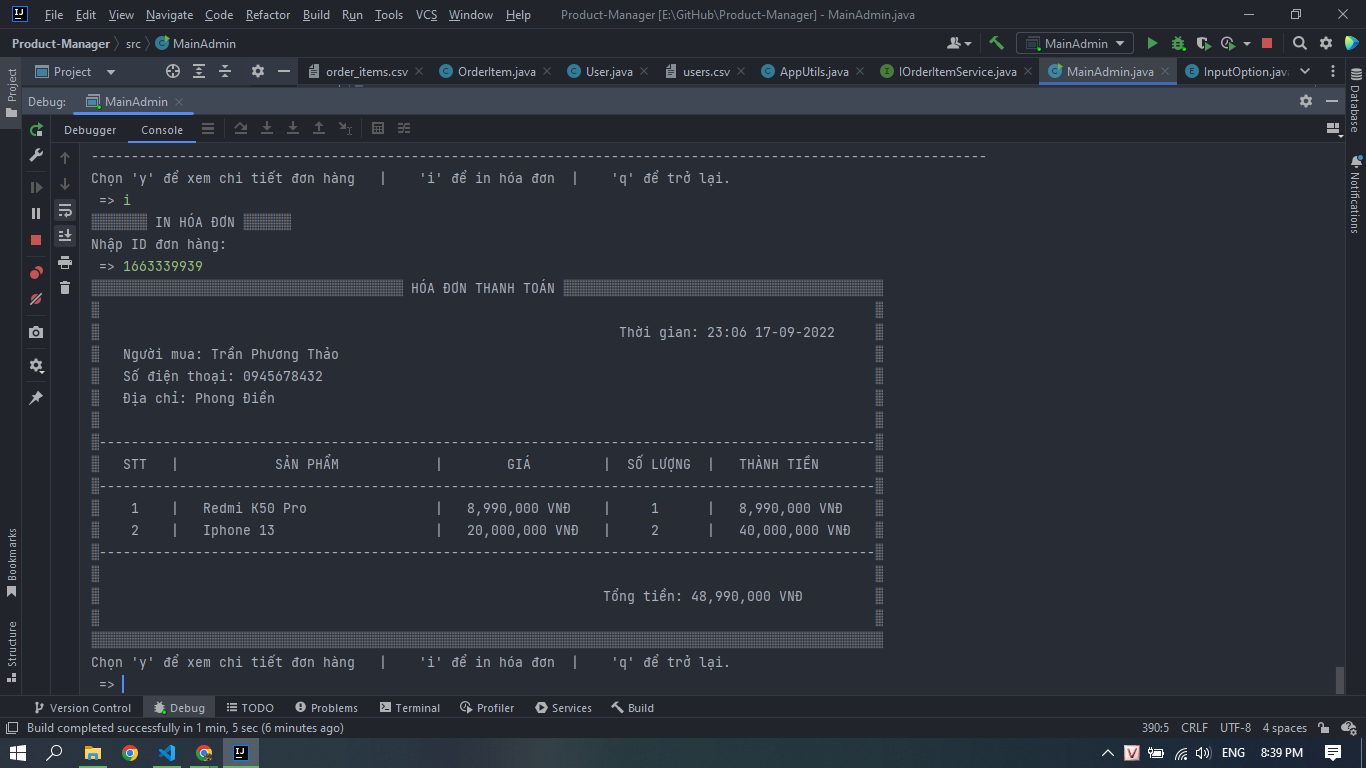 File Edit View Navigate Code Refactor Build Run Tools VCS Window Help Product-Manager [E:\GitHub\Product-Manager] - MainAdmin.java
Product-Manager src MainAdmin MainAdmin
Project order_items.csv OrderItem.java User.java users.csv AppUtils.java IOrderItemService.java MainAdmin.java InputOption.java
Debug: MainAdmin
Debugger Console
----------------------------------------------------------------------------------------------------------------
Chọn 'y' để xem chi tiết đơn hàng | 'i' để in hóa đơn | 'q' để trở lại.
=> i
▒▒▒▒▒▒▒ IN HÓA ĐƠN ▒▒▒▒▒▒
Nhập ID đơn hàng:
=> 1663339939
▒▒▒▒▒▒▒▒▒▒▒▒▒▒▒▒▒▒▒▒▒▒▒▒▒▒▒▒▒▒▒▒▒▒▒▒▒▒▒ HÓA ĐƠN THANH TOÁN ▒▒▒▒▒▒▒▒▒▒▒▒▒▒▒▒▒▒▒▒▒▒▒▒▒▒▒▒▒▒▒▒▒▒▒▒▒▒▒▒
Thời gian: 23:06 17-09-2022
Người mua: Trần Phương Thảo
Số điện thoại: 0945678432
Địa chỉ: Phong Điền
-------------------------------------------------------------------------------------------------
STT | SẢN PHẨM | GIÁ | SỐ LƯỢNG | THÀNH TIỀN
-------------------------------------------------------------------------------------------------
1 | Redmi K50 Pro | 8,990,000 VNĐ | 1 | 8,990,000 VNĐ
2 | Iphone 13 | 20,000,000 VNĐ | 2 | 40,000,000 VNĐ
-------------------------------------------------------------------------------------------------
Tổng tiền: 48,990,000 VNĐ
Chọn 'y' để xem chi tiết đơn hàng | 'i' để in hóa đơn | 'q' để trở lại.
=>
Project
Bookmarks
Structure
Database
Notifications
Version Control Debug TODO Problems Terminal Profiler Services Build
Build completed successfully in 1 min, 5 sec (6 minutes ago) 390:5 CRLF UTF-8 4 spaces
ENG 8:39 PM